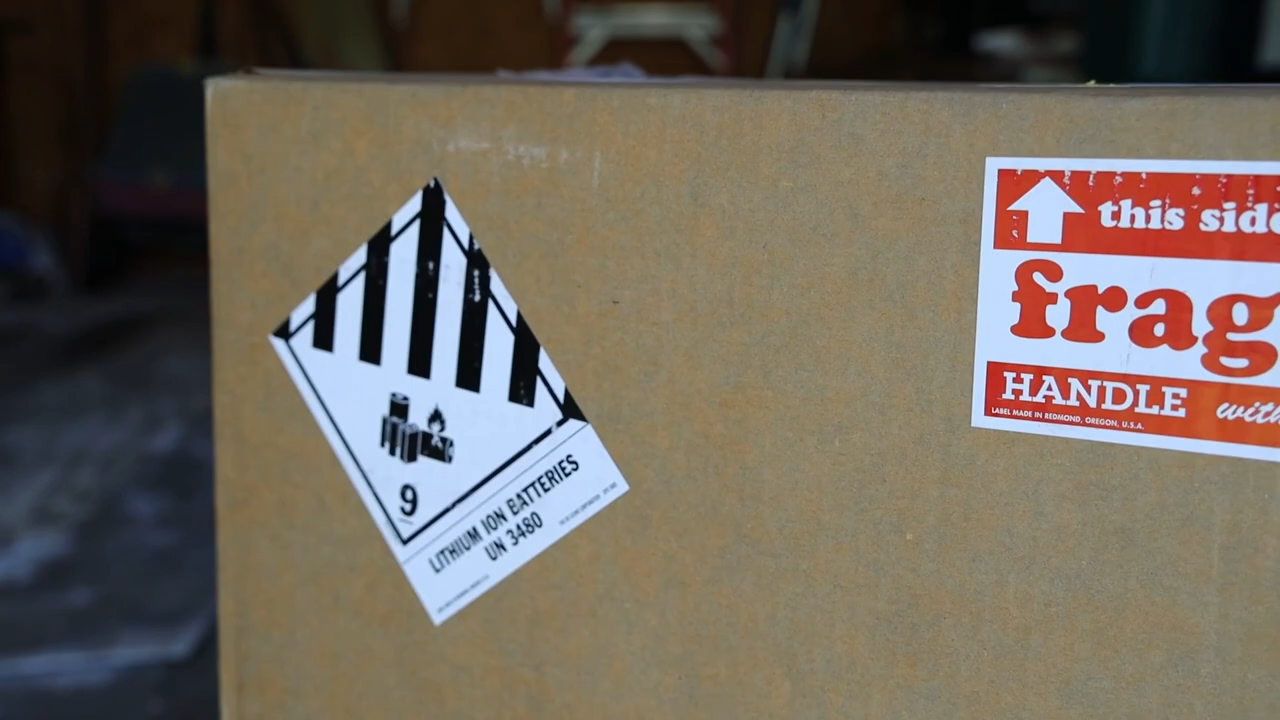 9
LITHIUM ION BATTERIES
UN 3480
this side
frag
HANDLE with
LABEL MADE IN REDMOND, OREGON, U.S.A.